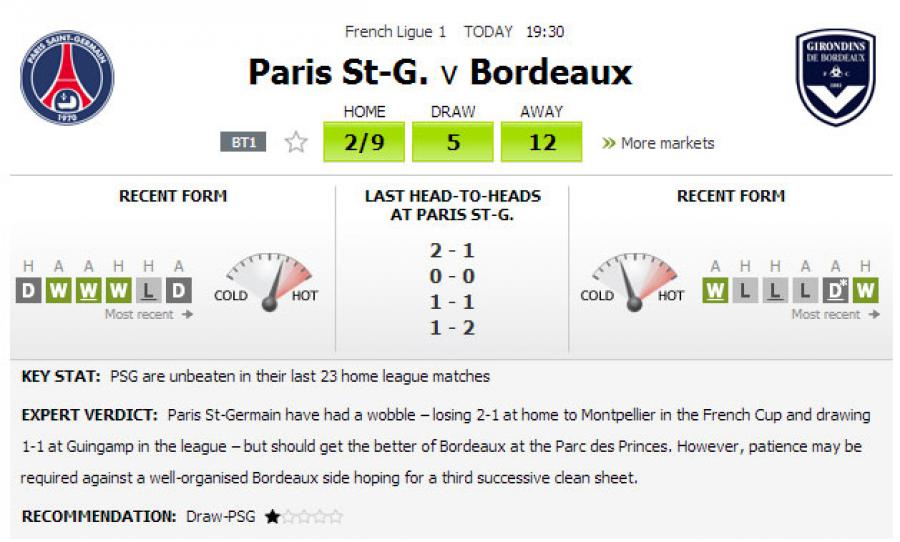 French Ligue 1 TODAY 19:30
PARIS SAINT-GERMAIN
1970
Paris St-G. v Bordeaux
GIRONDINS
DE BORDEAUX
F C
HOME DRAW AWAY
BT1 2/9 5 12 » More markets
RECENT FORM
LAST HEAD-TO-HEADS
AT PARIS ST-G.
RECENT FORM
2 - 1
0 - 0
1 - 1
1 - 2
H A A H H A
D W W W L D
COLD HOT
Most recent →
A H H A A H
COLD HOT
W L L L D* W
Most recent →
KEY STAT: PSG are unbeaten in their last 23 home league matches
EXPERT VERDICT: Paris St-Germain have had a wobble – losing 2-1 at home to Montpellier in the French Cup and drawing
1-1 at Guingamp in the league – but should get the better of Bordeaux at the Parc des Princes. However, patience may be
required against a well-organised Bordeaux side hoping for a third successive clean sheet.
RECOMMENDATION: Draw-PSG ★☆☆☆☆